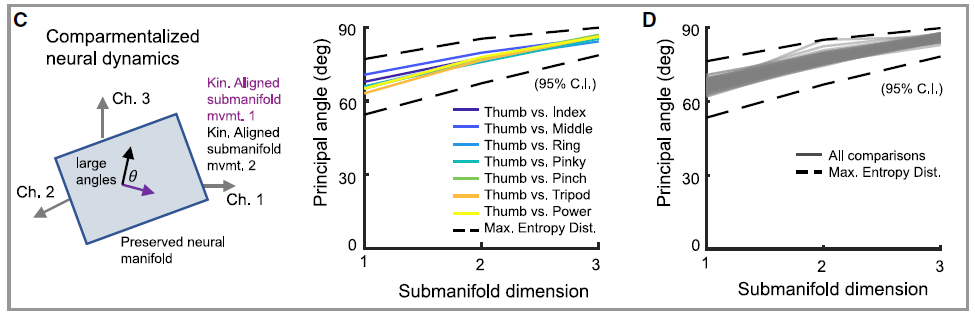 C
Comparmentalized
neural dynamics
Kin. Aligned
submanifold
mvmt. 1
Kin. Aligned
submanifold
mvmt. 2
Ch. 3
large
angles
θ
Ch. 2
Ch. 1
Preserved neural
manifold
Principal angle (deg)
90
60
30
0
(95% C.I.)
Thumb vs. Index
Thumb vs. Middle
Thumb vs. Ring
Thumb vs. Pinky
Thumb vs. Pinch
Thumb vs. Tripod
Thumb vs. Power
Max. Entropy Dist.
1 2 3
Submanifold dimension
D
Principal angle (deg)
90
60
30
0
(95% C.I.)
All comparisons
Max. Entropy Dist.
1 2 3
Submanifold dimension